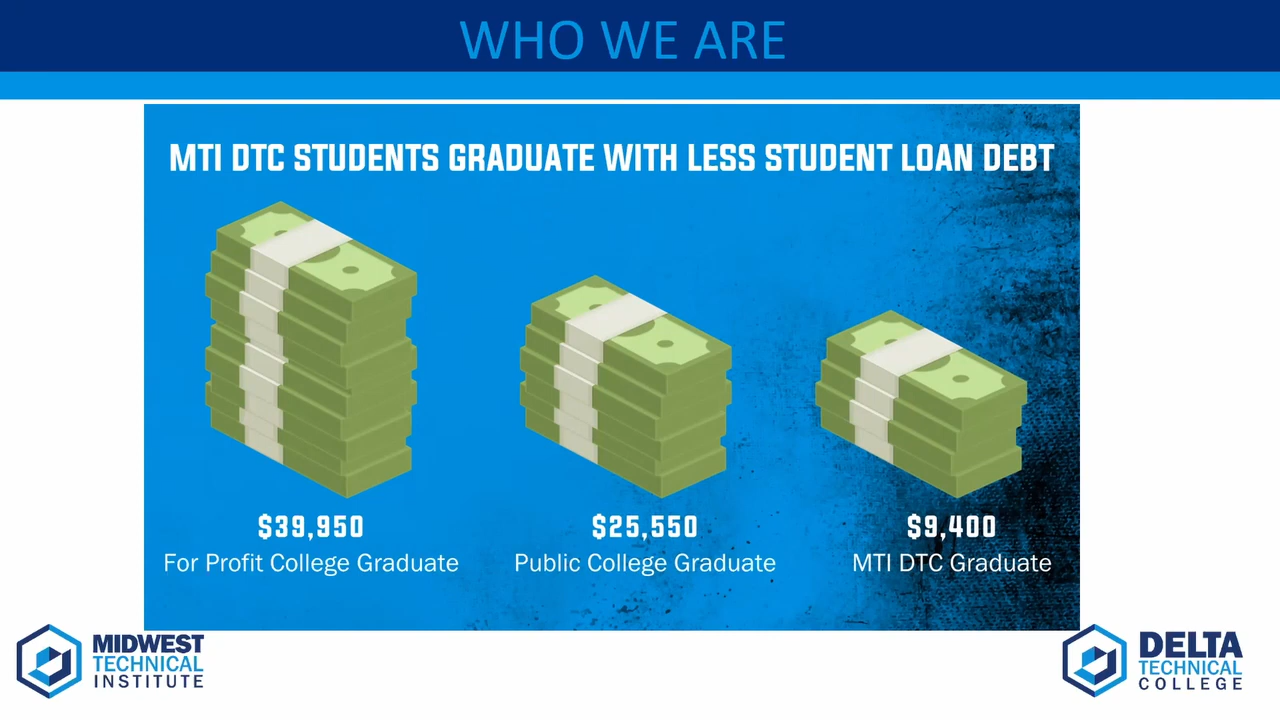 WHO WE ARE
MTI DTC STUDENTS GRADUATE WITH LESS STUDENT LOAN DEBT
$39,950
For Profit College Graduate
$25,550
Public College Graduate
$9,400
MTI DTC Graduate
MIDWEST
TECHNICAL
INSTITUTE
DELTA
TECHNICAL
COLLEGE